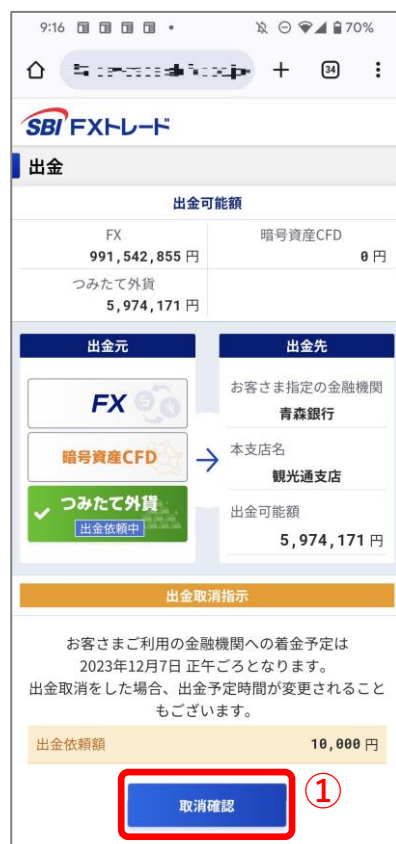 9:16
70%
34
SBI FXトレード
出金
出金可能額
FX
991,542,855 円
暗号資産CFD
0 円
つみたて外貨
5,974,171 円
出金元
FX
暗号資産CFD
つみたて外貨
出金依頼中
出金先
お客さま指定の金融機関
青森銀行
本支店名
観光通支店
出金可能額
5,974,171 円
出金取消指示
お客さまご利用の金融機関への着金予定は
2023年12月7日 正午ごろとなります。
出金取消をした場合、出金予定時間が変更されること
もございます。
出金依頼額
10,000 円
取消確認
①